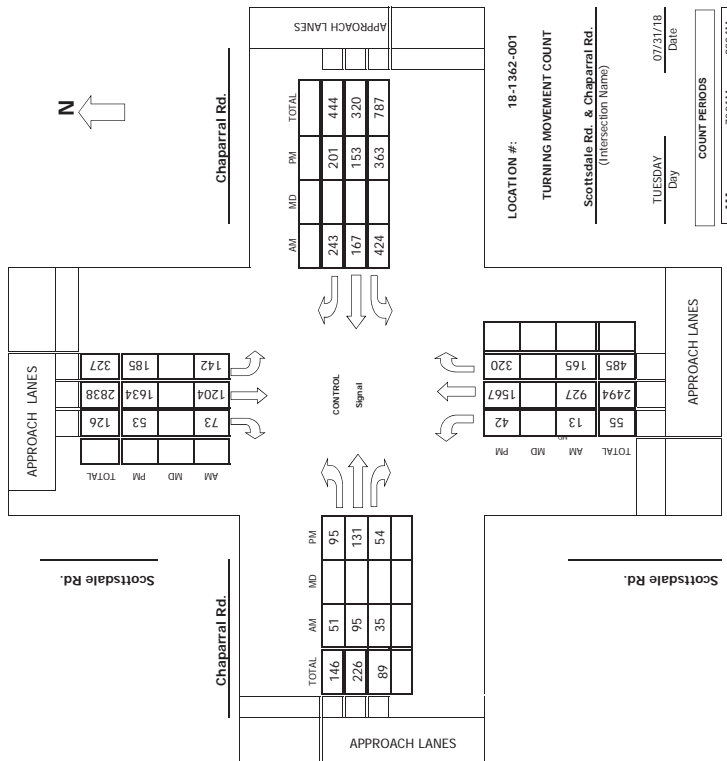 N
APPROACH LANES
Chaparral Rd.
AM MD PM TOTAL
243 201 444
167 153 320
424 363 787
LOCATION #: 18-1362-001
TURNING MOVEMENT COUNT
Scottsdale Rd. & Chaparral Rd.
(Intersection Name)
TUESDAY 07/31/18
Day Date
COUNT PERIODS
APPROACH LANES
TOTAL 126 2838 327
PM 53 1634 185
MD
AM 73 1204 142
CONTROL
Signal
PM 42 1567 320
MD
AM 13 927 165
MD
TOTAL 55 2494 485
APPROACH LANES
Scottsdale Rd.
Scottsdale Rd.
Chaparral Rd.
TOTAL AM MD PM
146 51 95
226 95 131
89 35 54
APPROACH LANES